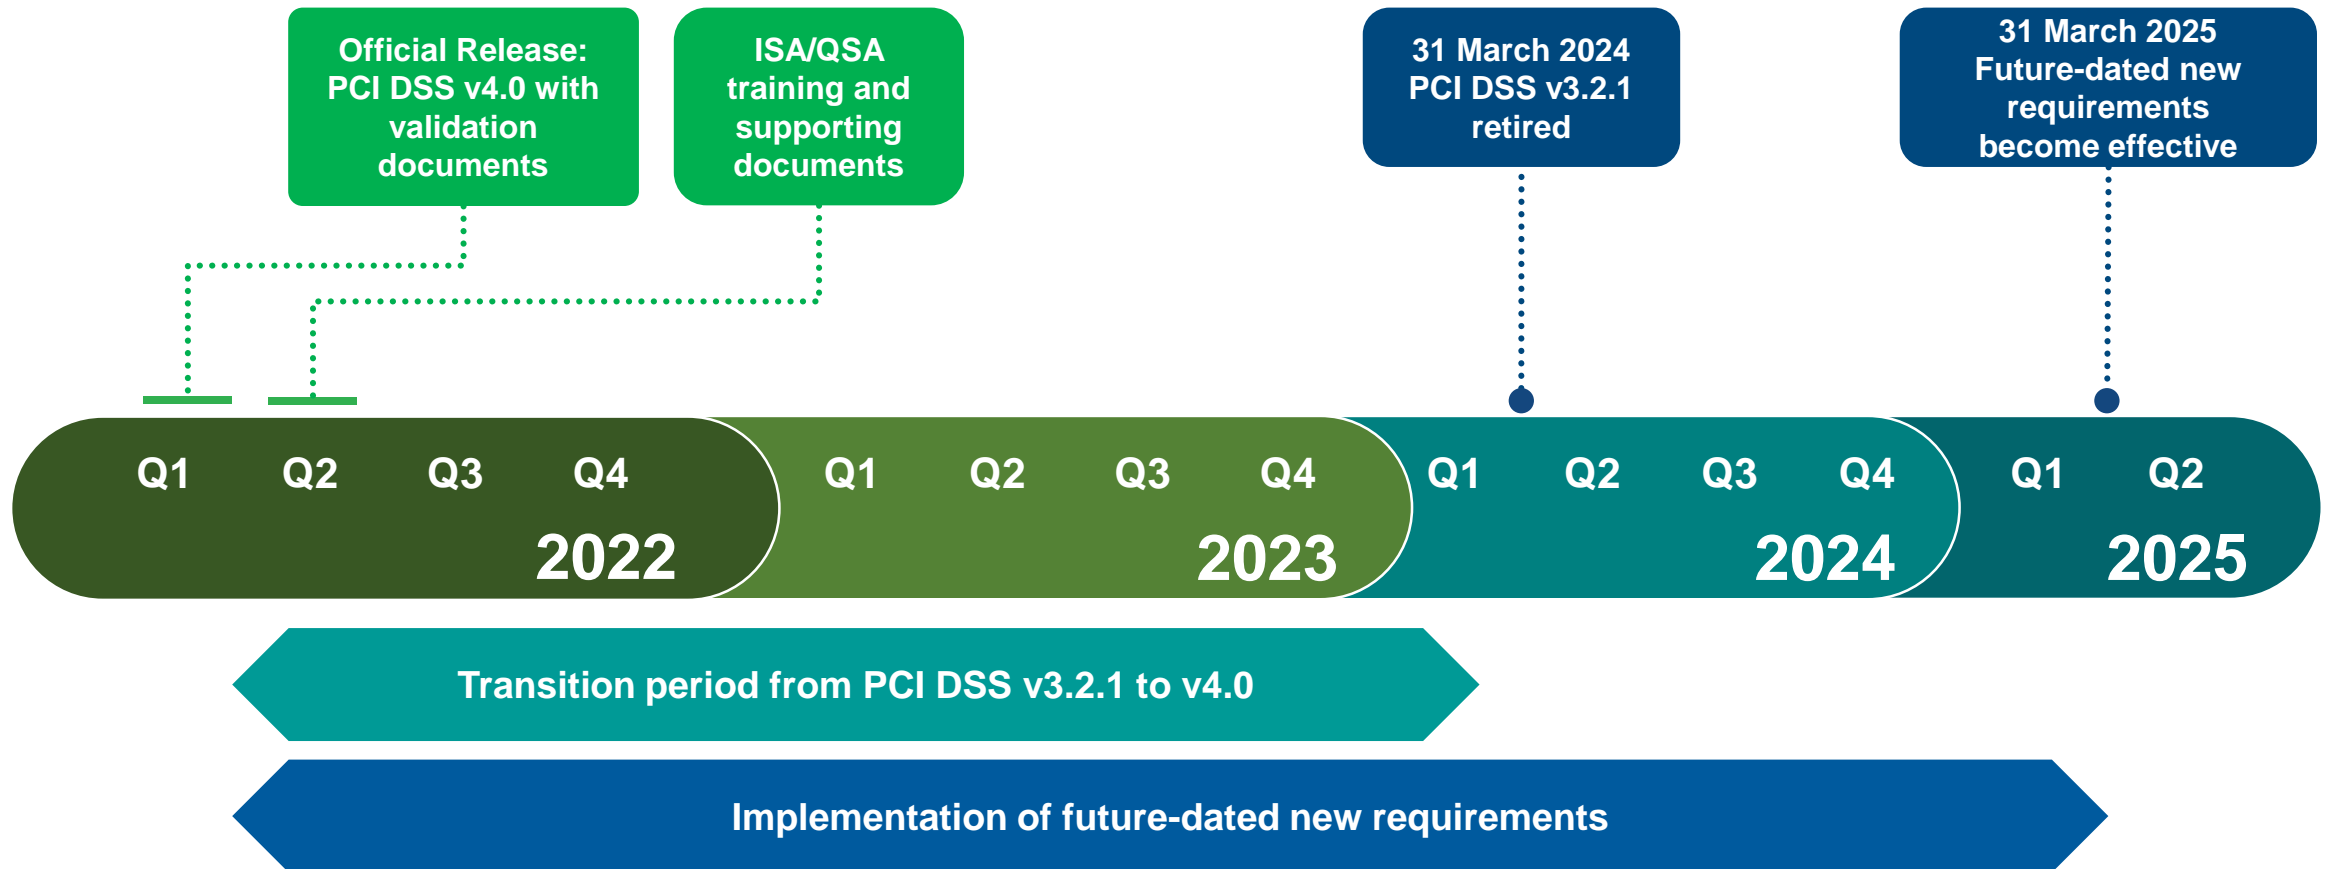 Official Release:
PCI DSS v4.0 with
validation
documents
ISA/QSA
training and
supporting
documents
31 March 2024
PCI DSS v3.2.1
retired
31 March 2025
Future-dated new
requirements
become effective
Q1 Q2 Q3 Q4
2022
Q1 Q2 Q3 Q4
2023
Q1 Q2 Q3 Q4
2024
Q1 Q2
2025
Transition period from PCI DSS v3.2.1 to v4.0
Implementation of future-dated new requirements